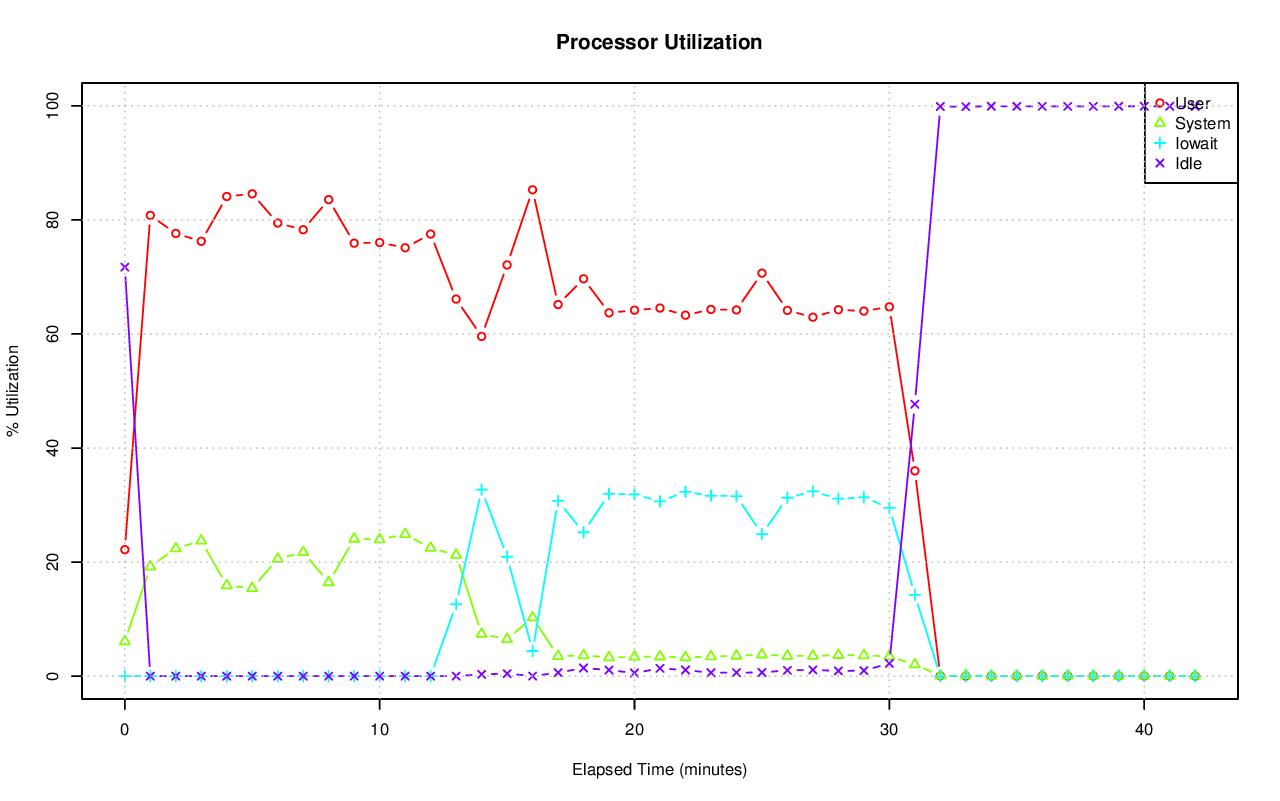 Processor Utilization
% Utilization
100
80
60
40
20
0
User
System
Iowait
Idle
0 10 20 30 40
Elapsed Time (minutes)